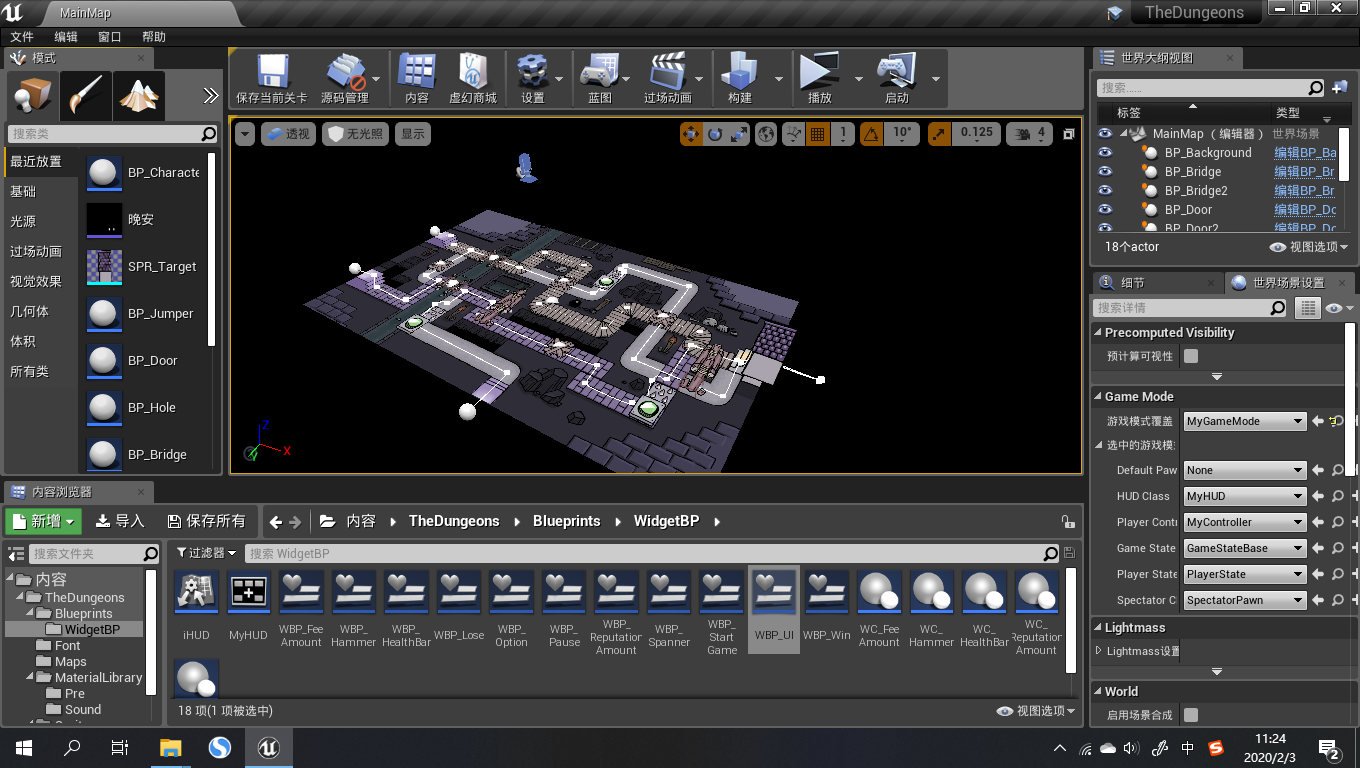 MainMap
TheDungeons
文件 编辑 窗口 帮助
模式
搜索类
最近放置
基础
光源
过场动画
视觉效果
几何体
体积
所有类
BP_Characte
晚安
SPR_Target
BP_Jumper
BP_Door
BP_Hole
BP_Bridge
保存当前关卡 源码管理 内容 虚幻商城 设置 蓝图 过场动画 构建 播放 启动
透视 无光照 显示
1 10° 0.125 4
Z
X
世界大纲视图
搜索.....
标签 类型
MainMap（编辑器） 世界场景
BP_Background 编辑BP_Ba
BP_Bridge 编辑BP_Br
BP_Bridge2 编辑BP_Br
BP_Door 编辑BP_Do
BP_Door2 编辑BP_Do
18个actor 视图选项
细节 世界场景设置
搜索详情
Precomputed Visibility
预计算可视性
Game Mode
游戏模式覆盖 MyGameMode
选中的游戏模
Default Paw None
HUD Class MyHUD
Player Cont MyController
Game State GameStateBase
Player State PlayerState
Spectator C SpectatorPawn
Lightmass
Lightmass设置
World
启用场景合成
内容浏览器
新增 导入 保存所有 内容 TheDungeons Blueprints WidgetBP
搜索文件夹
过滤器 搜索 WidgetBP
内容
TheDungeons
Blueprints
WidgetBP
Font
Maps
MaterialLibrary
Pre
Sound
iHUD
MyHUD
WBP_Fee
Amount
WBP_
Hammer
WBP_
HealthBar
WBP_Lose
WBP_
Option
WBP_
Pause
WBP_
Reputation
Amount
WBP_
Spanner
WBP_
Start
Game
WBP_UI
WBP_Win
WC_Fee
Amount
WC_
Hammer
WC_
HealthBar
WC_
Reputation
Amount
18 项(1 项被选中) 视图选项
中
11:24
2020/2/3
2